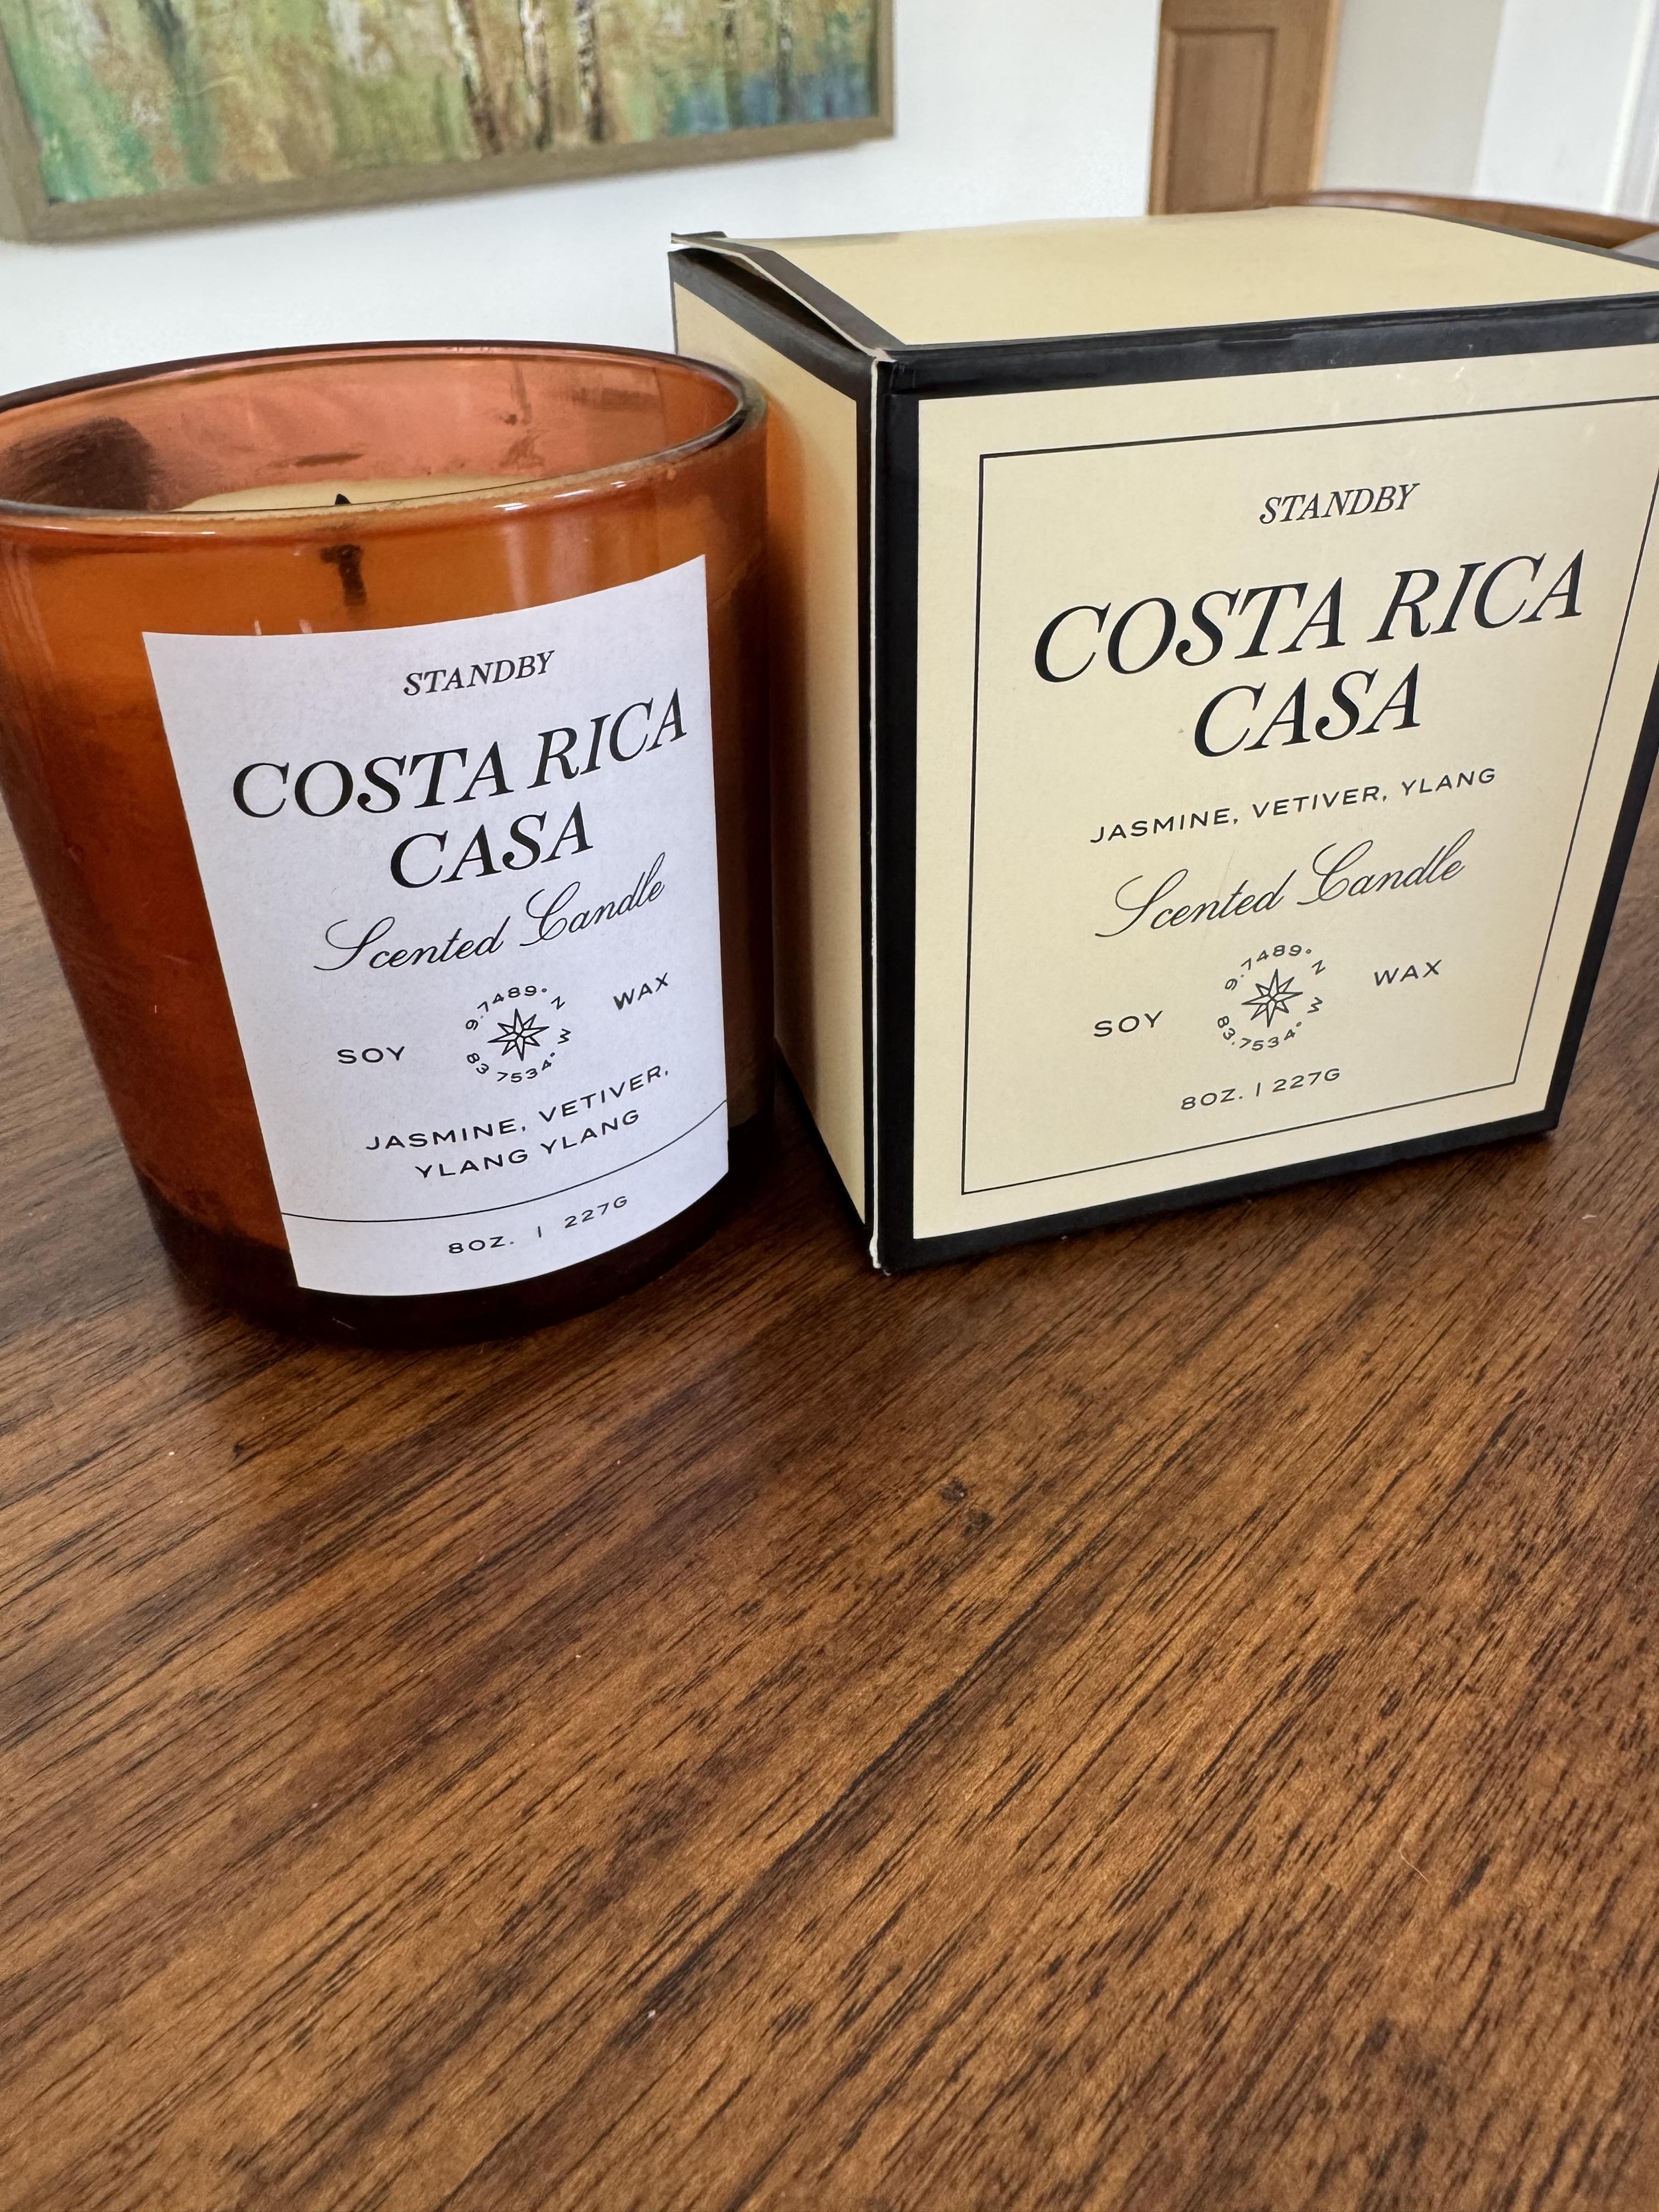 STANDBY
COSTA RICA
CASA
Scented Candle
9.7489° N
SOY WAX
83.7534° W
JASMINE, VETIVER,
YLANG YLANG
8OZ. | 227G
STANDBY
COSTA RICA
CASA
JASMINE, VETIVER, YLANG
Scented Candle
9.7489° N
SOY WAX
83.7534° W
8OZ. | 227G